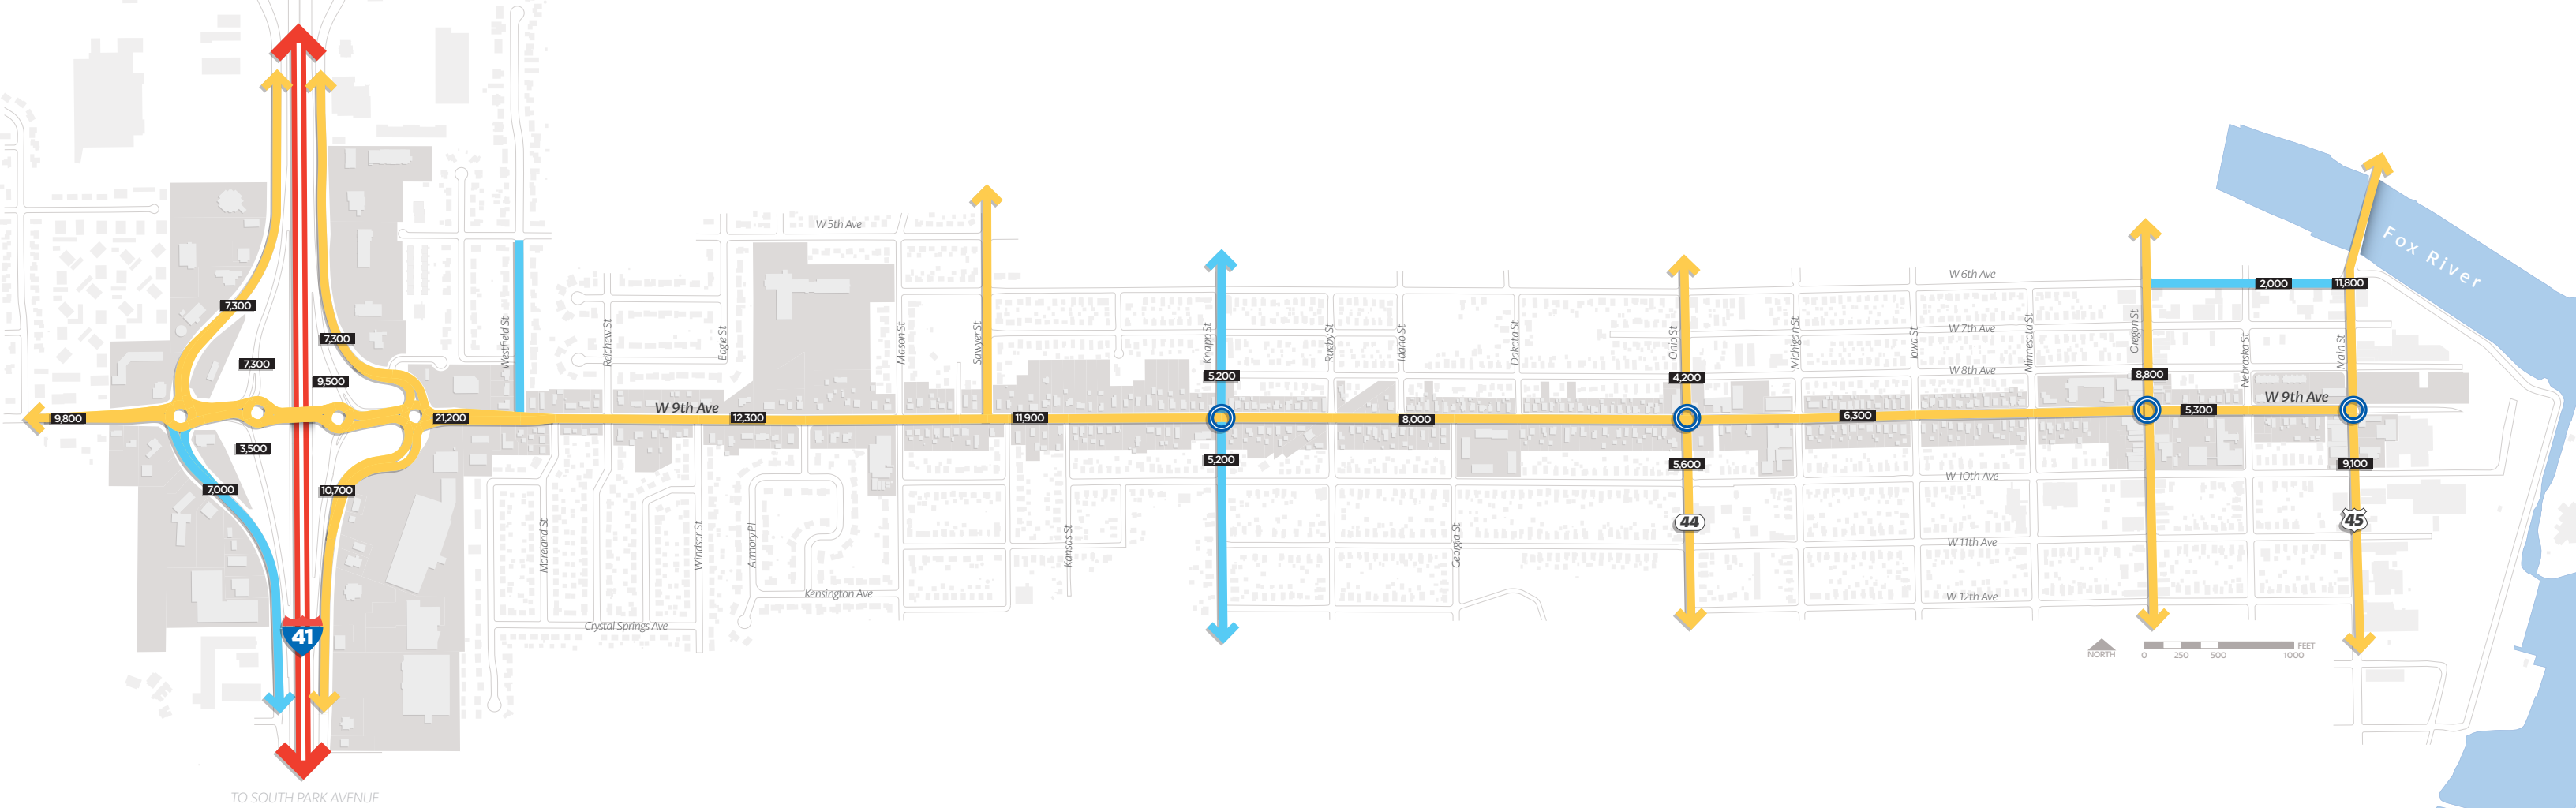 W 5th Ave
W 6th Ave
Fox River
2,000
11,800
7,300
7,300
7,300
9,500
Westfield St
Reichow St
Eagle St
Mason St
Sawyer St
Knapp St
Rugby St
Idaho St
Dakota St
Ohio St
Michigan St
Iowa St
Minnesota St
Oregon St
Nebraska St
Main St
W 7th Ave
W 8th Ave
5,200
4,200
8,800
9,800
21,200
W 9th Ave
12,300
11,900
8,000
6,300
5,300
W 9th Ave
3,500
7,000
10,700
5,200
5,600
9,100
W 10th Ave
44
45
Moreland St
Windsor St
Armory Pl
Kansas St
Georgia St
W 11th Ave
Kensington Ave
W 12th Ave
Crystal Springs Ave
41
NORTH
0
250
500
1000
FEET
TO SOUTH PARK AVENUE